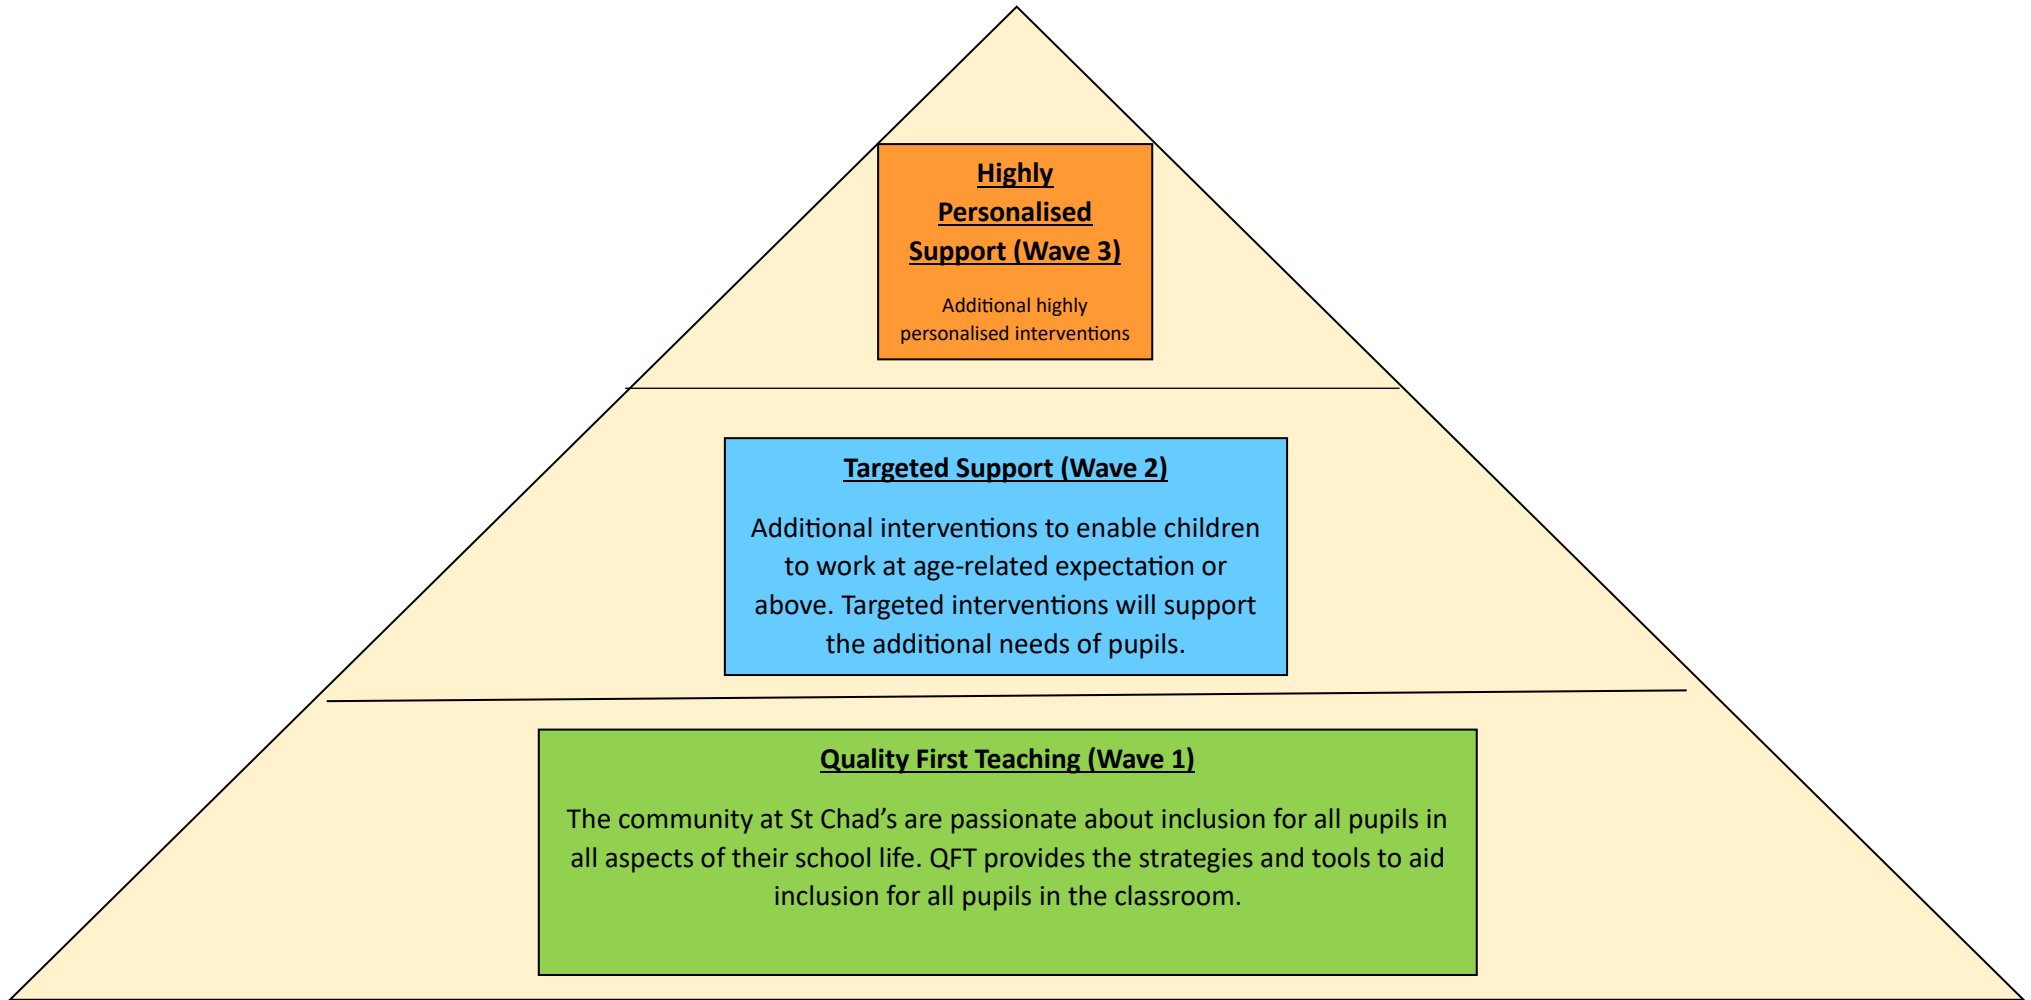 Highly
Personalised
Support (Wave 3)
Additional highly
personalised interventions
Targeted Support (Wave 2)
Additional interventions to enable children
to work at age-related expectation or
above. Targeted interventions will support
the additional needs of pupils.
Quality First Teaching (Wave 1)
The community at St Chad’s are passionate about inclusion for all pupils in
all aspects of their school life. QFT provides the strategies and tools to aid
inclusion for all pupils in the classroom.